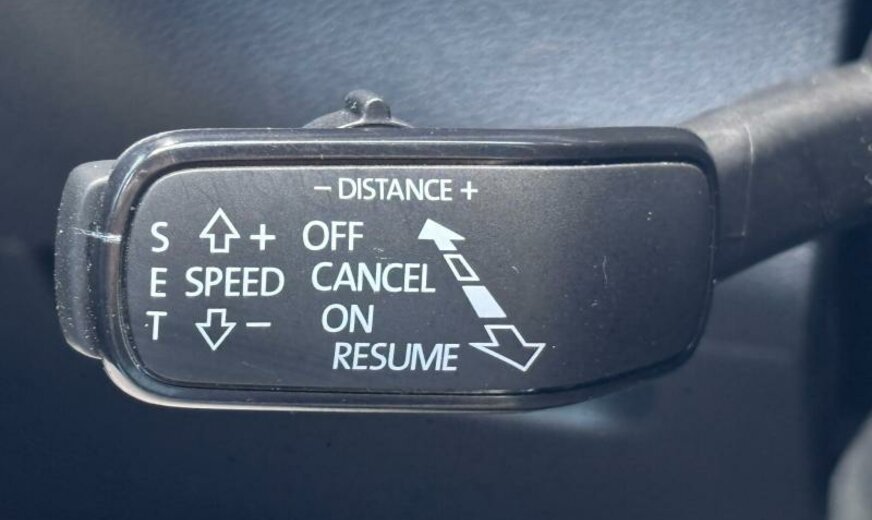 – DISTANCE +
S + OFF
E SPEED CANCEL
T – ON
RESUME